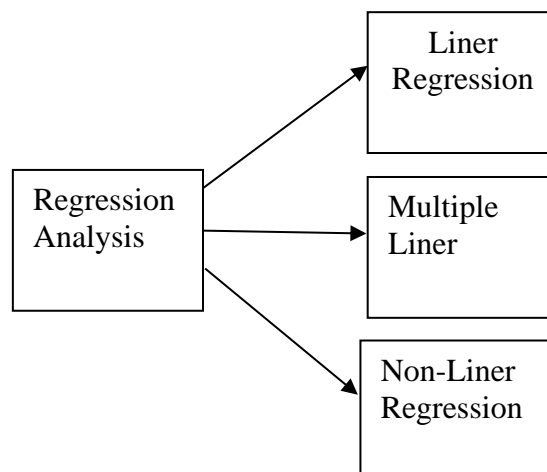 Regression
Analysis
Liner
Regression
Multiple
Liner
Non-Liner
Regression